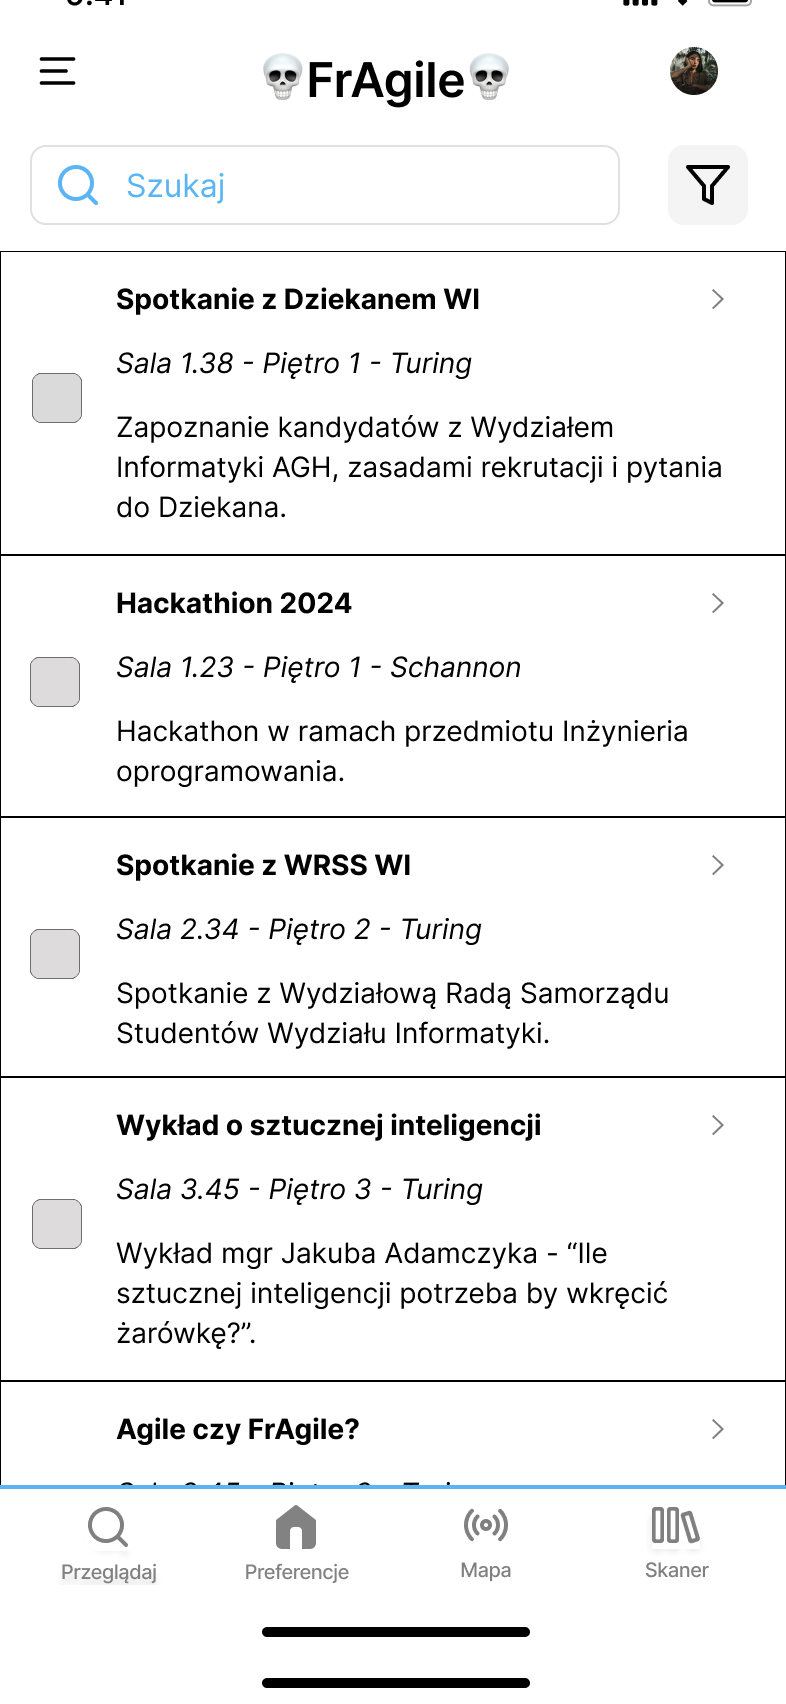 💀FrAgile💀
Szukaj
Spotkanie z Dziekanem WI
Sala 1.38 - Piętro 1 - Turing
Zapoznanie kandydatów z Wydziałem
Informatyki AGH, zasadami rekrutacji i pytania
do Dziekana.
Hackathion 2024
Sala 1.23 - Piętro 1 - Schannon
Hackathon w ramach przedmiotu Inżynieria
oprogramowania.
Spotkanie z WRSS WI
Sala 2.34 - Piętro 2 - Turing
Spotkanie z Wydziałową Radą Samorządu
Studentów Wydziału Informatyki.
Wykład o sztucznej inteligencji
Sala 3.45 - Piętro 3 - Turing
Wykład mgr Jakuba Adamczyka - “Ile
sztucznej inteligencji potrzeba by wkręcić
żarówkę?”.
Agile czy FrAgile?
Przeglądaj
Preferencje
Mapa
Skaner